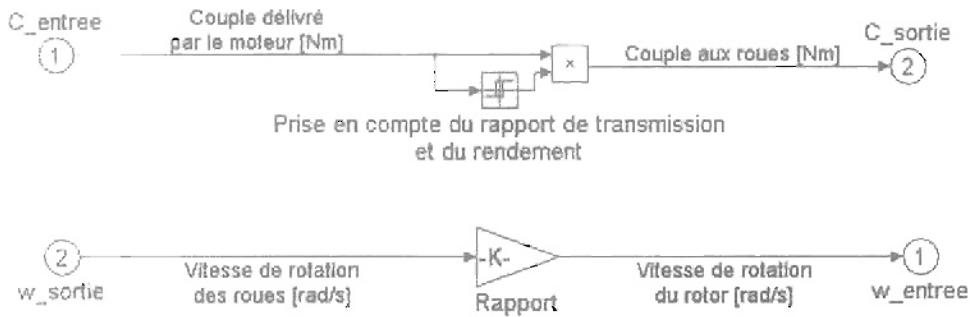 C_entree
1
Couple délivré
par le moteur [Nm]
×
Couple aux roues [Nm]
C_sortie
2
Prise en compte du rapport de transmission
et du rendement
2
w_sortie
Vitesse de rotation
des roues [rad/s]
-K-
Rapport
Vitesse de rotation
du rotor [rad/s]
1
w_entree